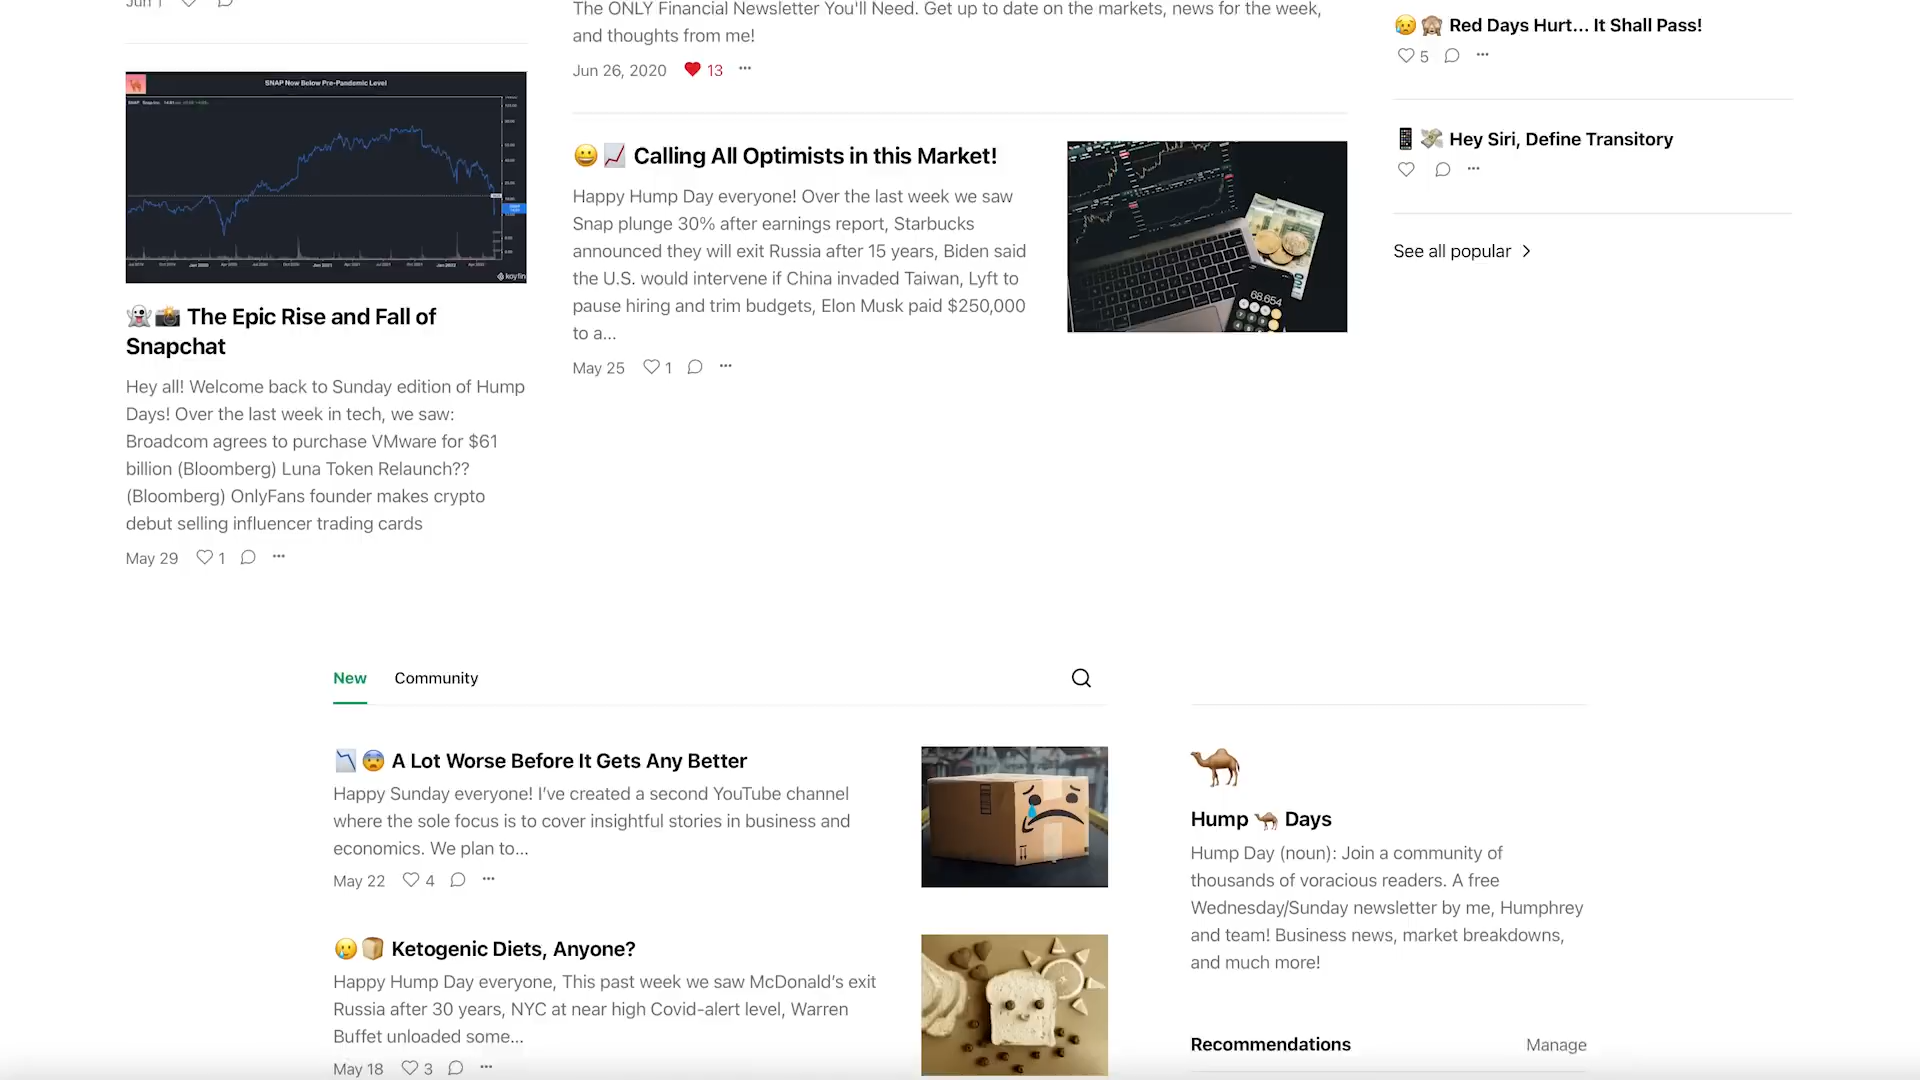 Jun 1
SNAP Now Below Pre-Pandemic Level
koyfin
👻📸 The Epic Rise and Fall of
Snapchat
Hey all! Welcome back to Sunday edition of Hump
Days! Over the last week in tech, we saw:
Broadcom agrees to purchase VMware for $61
billion (Bloomberg) Luna Token Relaunch??
(Bloomberg) OnlyFans founder makes crypto
debut selling influencer trading cards
May 29 1
The ONLY Financial Newsletter You'll Need. Get up to date on the markets, news for the week,
and thoughts from me!
Jun 26, 2020 13
😀📈 Calling All Optimists in this Market!
Happy Hump Day everyone! Over the last week we saw
Snap plunge 30% after earnings report, Starbucks
announced they will exit Russia after 15 years, Biden said
the U.S. would intervene if China invaded Taiwan, Lyft to
pause hiring and trim budgets, Elon Musk paid $250,000
to a...
May 25 1
68,654
😥🙈 Red Days Hurt... It Shall Pass!
5
📱💸 Hey Siri, Define Transitory
See all popular >
New Community
📉😨 A Lot Worse Before It Gets Any Better
Happy Sunday everyone! I've created a second YouTube channel
where the sole focus is to cover insightful stories in business and
economics. We plan to...
May 22 4
🥲🍞 Ketogenic Diets, Anyone?
Happy Hump Day everyone, This past week we saw McDonald's exit
Russia after 30 years, NYC at near high Covid-alert level, Warren
Buffet unloaded some...
May 18 3
Hump 🐪 Days
Hump Day (noun): Join a community of
thousands of voracious readers. A free
Wednesday/Sunday newsletter by me, Humphrey
and team! Business news, market breakdowns,
and much more!
Recommendations Manage